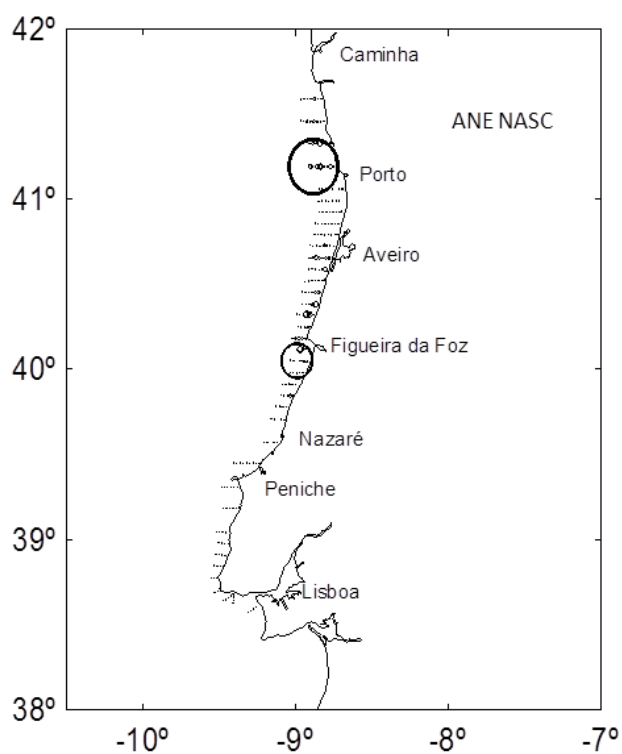 42º
Caminha
ANE NASC
Porto
41º
Aveiro
Figueira da Foz
40º
Nazaré
Peniche
39º
Lisboa
38º
-10º -9º -8º -7º